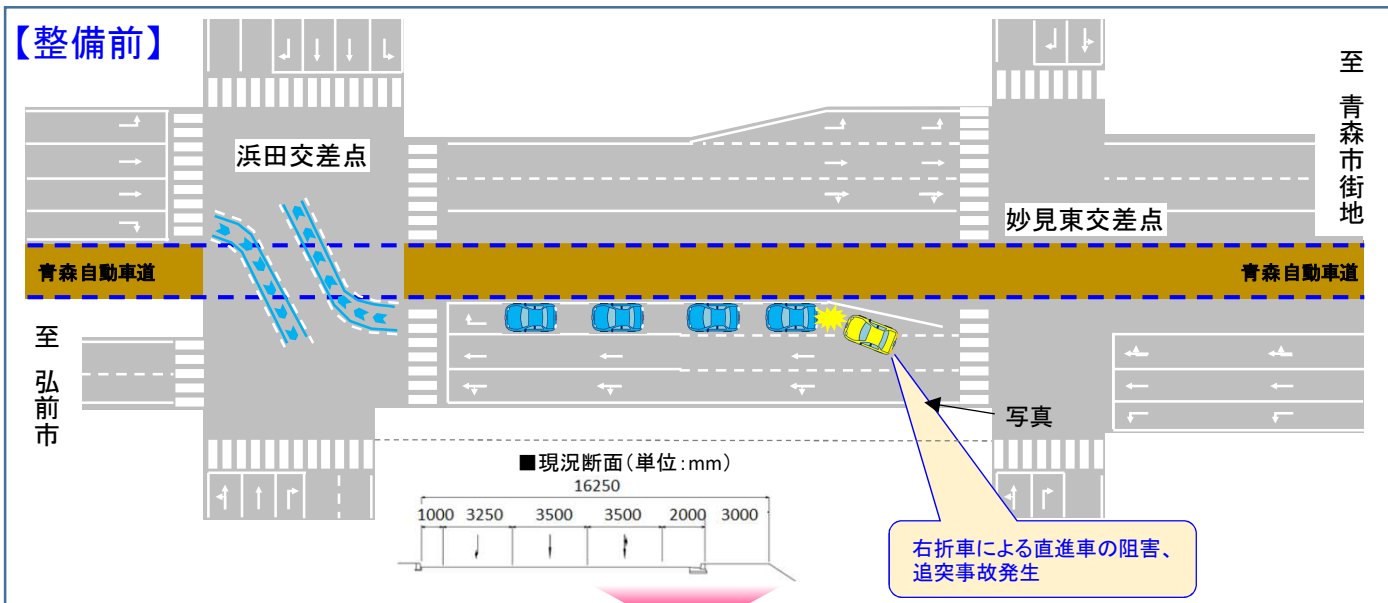 【整備前】
至 青森市街地
浜田交差点
妙見東交差点
青森自動車道
青森自動車道
至 弘前市
写真
■現況断面(単位:mm)
16250
1000 3250 3500 3500 2000 3000
右折車による直進車の阻害、
追突事故発生